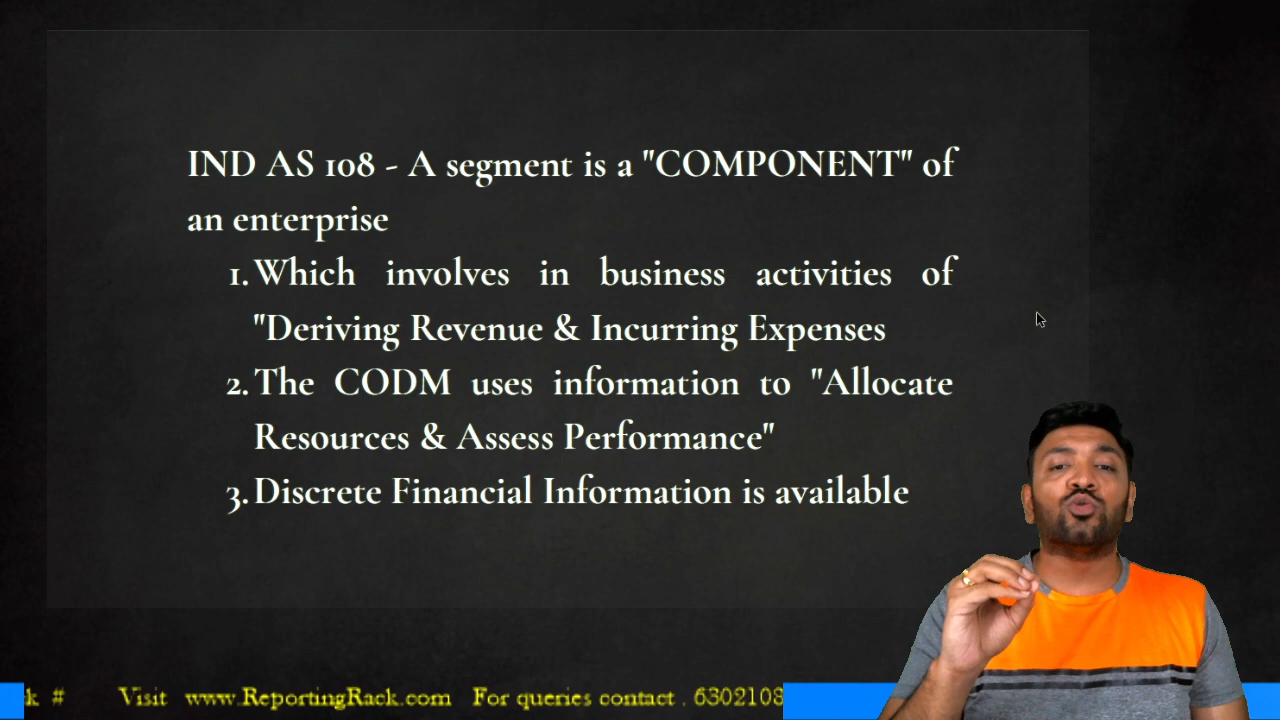 IND AS 108 - A segment is a "COMPONENT" of
an enterprise
1. Which involves in business activities of
"Deriving Revenue & Incurring Expenses
2. The CODM uses information to "Allocate
Resources & Assess Performance"
3. Discrete Financial Information is available
k # Visit www.ReportingRack.com For queries contact . 6302108